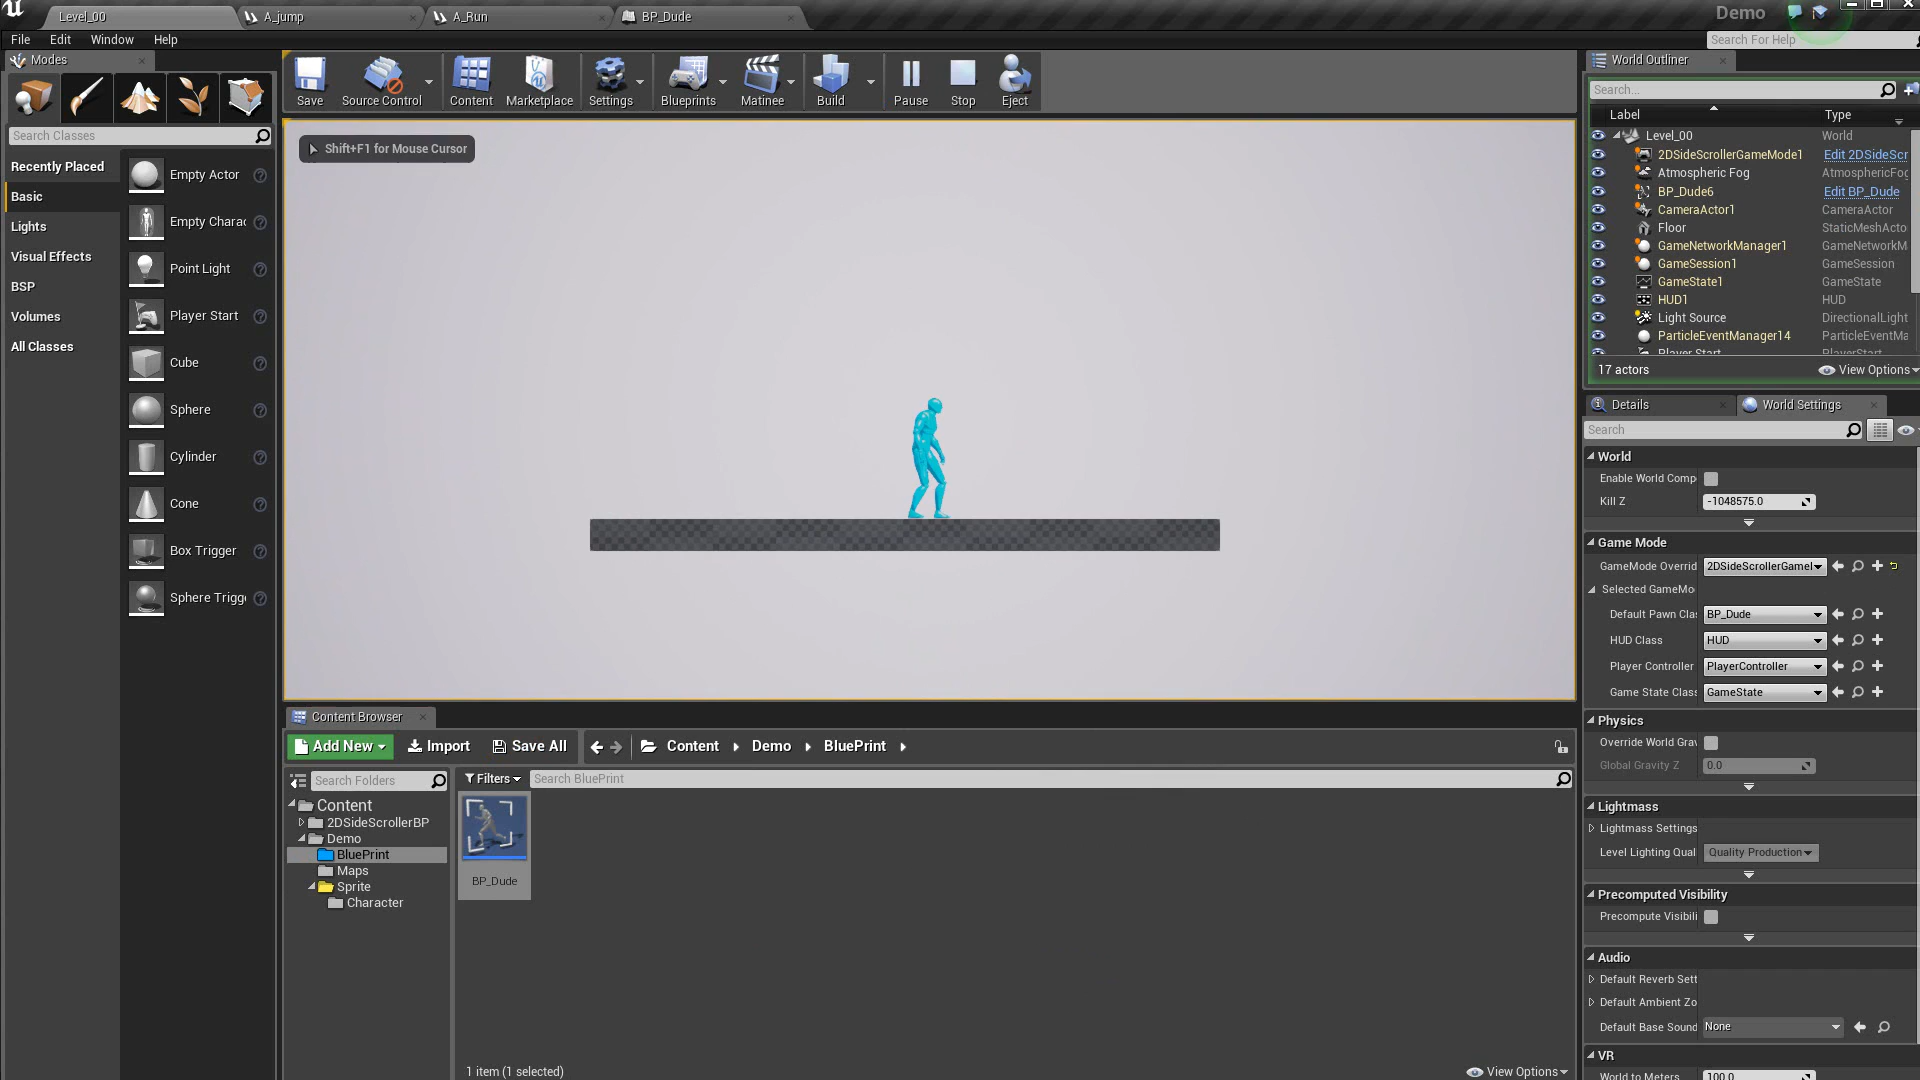 Level_00
A_jump
A_Run
BP_Dude
Demo
File Edit Window Help
Search For Help
Modes
Search Classes
Recently Placed
Basic
Lights
Visual Effects
BSP
Volumes
All Classes
Empty Actor
Empty Charac
Point Light
Player Start
Cube
Sphere
Cylinder
Cone
Box Trigger
Sphere Trigge
Save
Source Control
Content
Marketplace
Settings
Blueprints
Matinee
Build
Pause
Stop
Eject
Shift+F1 for Mouse Cursor
World Outliner
Search...
Label Type
Level_00 World
2DSideScrollerGameMode1 Edit 2DSideScr
Atmospheric Fog AtmosphericFog
BP_Dude6 Edit BP_Dude
CameraActor1 CameraActor
Floor StaticMeshActo
GameNetworkManager1 GameNetworkM
GameSession1 GameSession
GameState1 GameState
HUD1 HUD
Light Source DirectionalLight
ParticleEventManager14 ParticleEventMa
Player Start PlayerStart
17 actors
View Options
Details
World Settings
Search
World
Enable World Comp
Kill Z -1048575.0
Game Mode
GameMode Overrid 2DSideScrollerGameI
Selected GameMo
Default Pawn Clas BP_Dude
HUD Class HUD
Player Controller PlayerController
Game State Class GameState
Physics
Override World Grav
Global Gravity Z 0.0
Lightmass
Lightmass Settings
Level Lighting Qual Quality Production
Precomputed Visibility
Precompute Visibili
Audio
Default Reverb Sett
Default Ambient Zo
Default Base Sound None
VR
World to Meters 100.0
Content Browser
Add New
Import
Save All
Content
Demo
BluePrint
Search Folders
Filters
Search BluePrint
Content
2DSideScrollerBP
Demo
BluePrint
Maps
Sprite
Character
BP_Dude
1 item (1 selected)
View Options